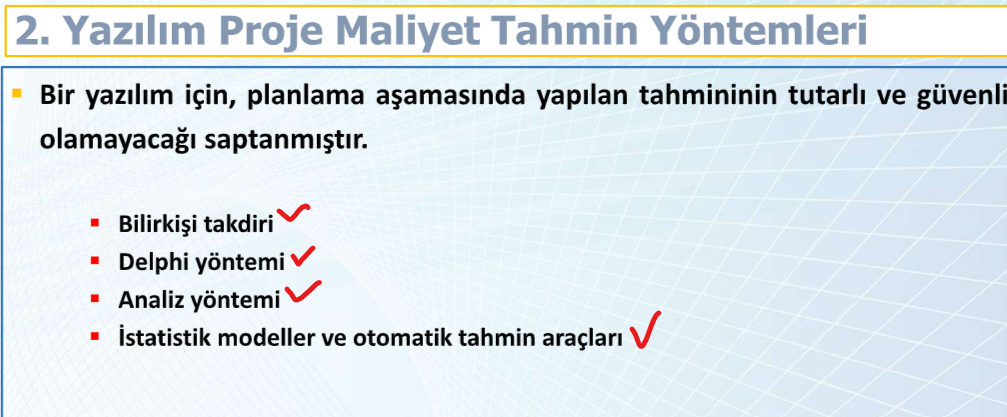 2. Yazılım Proje Maliyet Tahmin Yöntemleri
Bir yazılım için, planlama aşamasında yapılan tahmininin tutarlı ve güvenli
olamayacağı saptanmıştır.
Bilirkişi takdiri
Delphi yöntemi
Analiz yöntemi
İstatistik modeller ve otomatik tahmin araçları